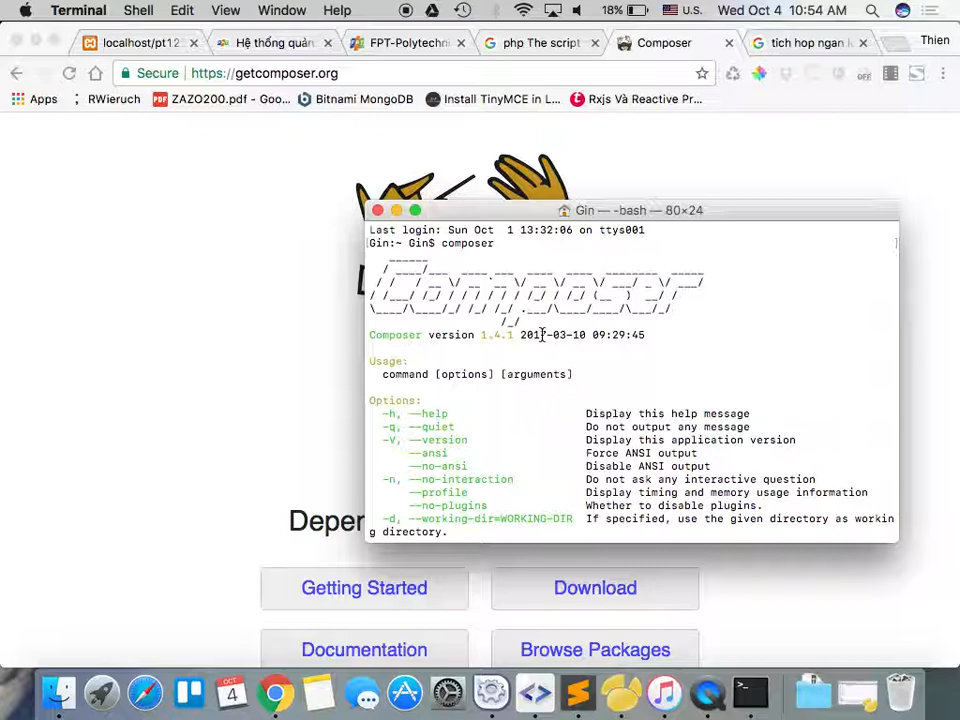 Terminal Shell Edit View Window Help 18% U.S. Wed Oct 4 10:54 AM
localhost/pt12 Hệ thống quản FPT-Polytechni php The script Composer tich hop ngan l Thien
Secure https://getcomposer.org
Apps RWieruch ZAZO200.pdf - Goo... Bitnami MongoDB Install TinyMCE in L... Rxjs Và Reactive Pr...
Gin — -bash — 80×24
Last login: Sun Oct 1 13:32:06 on ttys001
Gin:~ Gin$ composer
Composer
Composer version 1.4.1 2017-03-10 09:29:45
Usage:
command [options] [arguments]
Options:
-h, --help Display this help message
-q, --quiet Do not output any message
-V, --version Display this application version
--ansi Force ANSI output
--no-ansi Disable ANSI output
-n, --no-interaction Do not ask any interactive question
--profile Display timing and memory usage information
--no-plugins Whether to disable plugins.
-d, --working-dir=WORKING-DIR If specified, use the given directory as workin
g directory.
Depen
Getting Started Download
Documentation Browse Packages
OCT
4